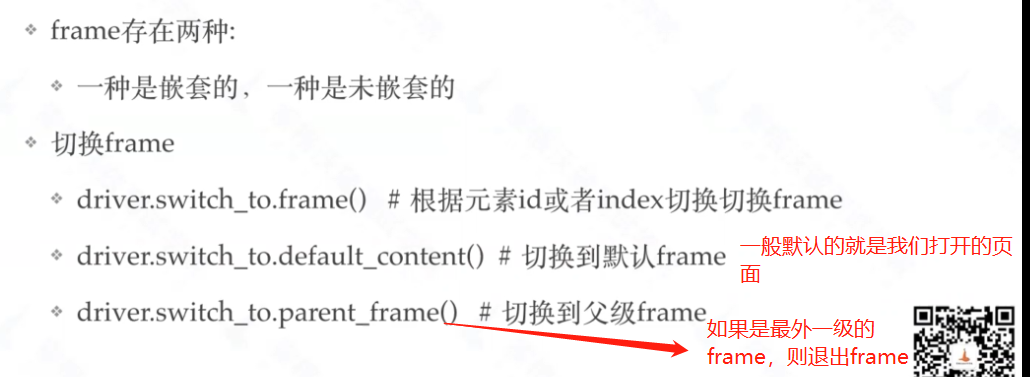 frame存在两种:
一种是嵌套的，一种是未嵌套的
切换frame
driver.switch_to.frame() # 根据元素id或者index切换切换frame
driver.switch_to.default_content() # 切换到默认frame
一般默认的就是我们打开的页
面
driver.switch_to.parent_frame() # 切换到父级frame
如果是最外一级的
frame，则退出frame